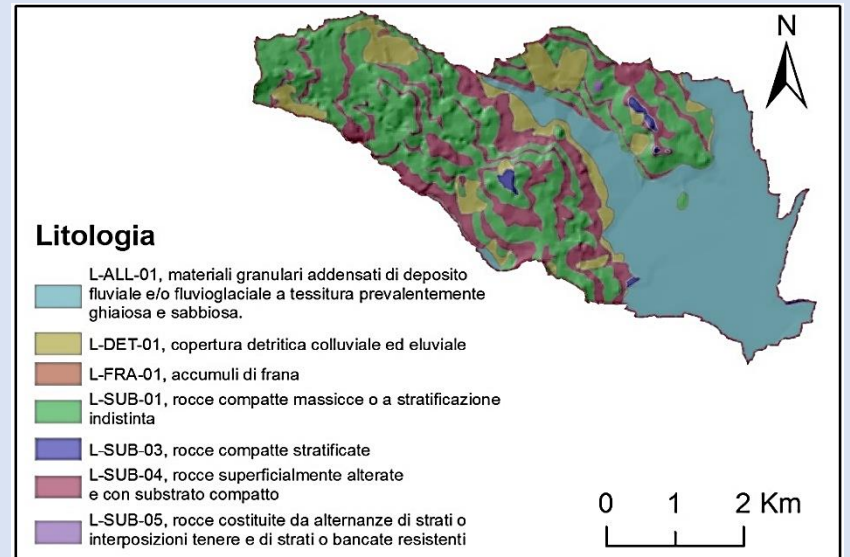 N
Litologia
L-ALL-01, materiali granulari addensati di deposito
fluviale e/o fluvioglaciale a tessitura prevalentemente
ghiaiosa e sabbiosa.
L-DET-01, copertura detritica colluviale ed eluviale
L-FRA-01, accumuli di frana
L-SUB-01, rocce compatte massicce o a stratificazione
indistinta
L-SUB-03, rocce compatte stratificate
L-SUB-04, rocce superficialmente alterate
e con substrato compatto
L-SUB-05, rocce costituite da alternanze di strati o
interposizioni tenere e di strati o bancate resistenti
0 1 2 Km